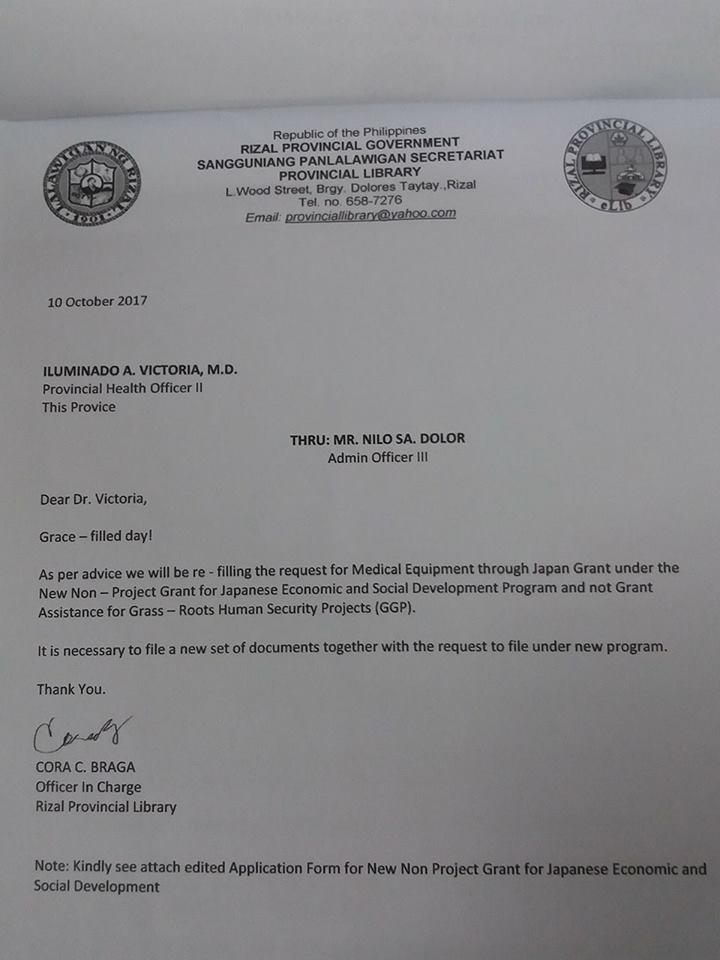 Republic of the Philippines
RIZAL PROVINCIAL GOVERNMENT
SANGGUNIANG PANLALAWIGAN SECRETARIAT
PROVINCIAL LIBRARY
L.Wood Street, Brgy. Dolores Taytay.,Rizal
Tel. no. 658-7276
Email: provinciallibrary@yahoo.com
LALAWIGAN NG RIZAL
1901
RIZAL PROVINCIAL LIBRARY
eLib
10 October 2017
ILUMINADO A. VICTORIA, M.D.
Provincial Health Officer II
This Provice
THRU: MR. NILO SA. DOLOR
Admin Officer III
Dear Dr. Victoria,
Grace – filled day!
As per advice we will be re - filling the request for Medical Equipment through Japan Grant under the
New Non – Project Grant for Japanese Economic and Social Development Program and not Grant
Assistance for Grass – Roots Human Security Projects (GGP).
It is necessary to file a new set of documents together with the request to file under new program.
Thank You.
CORA C. BRAGA
Officer In Charge
Rizal Provincial Library
Note: Kindly see attach edited Application Form for New Non Project Grant for Japanese Economic and
Social Development